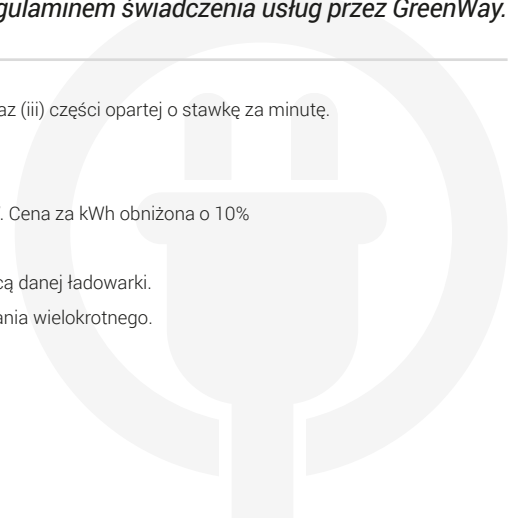 gulaminem świadczenia usług przez GreenWay.
az (iii) części opartej o stawkę za minutę.
. Cena za kWh obniżona o 10%
cą danej ładowarki.
ania wielokrotnego.